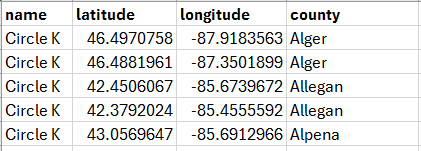 name latitude longitude county
Circle K 46.4970758 -87.9183563 Alger
Circle K 46.4881961 -87.3501899 Alger
Circle K 42.4506067 -85.6739672 Allegan
Circle K 42.3792024 -85.4555592 Allegan
Circle K 43.0569647 -85.6912966 Alpena